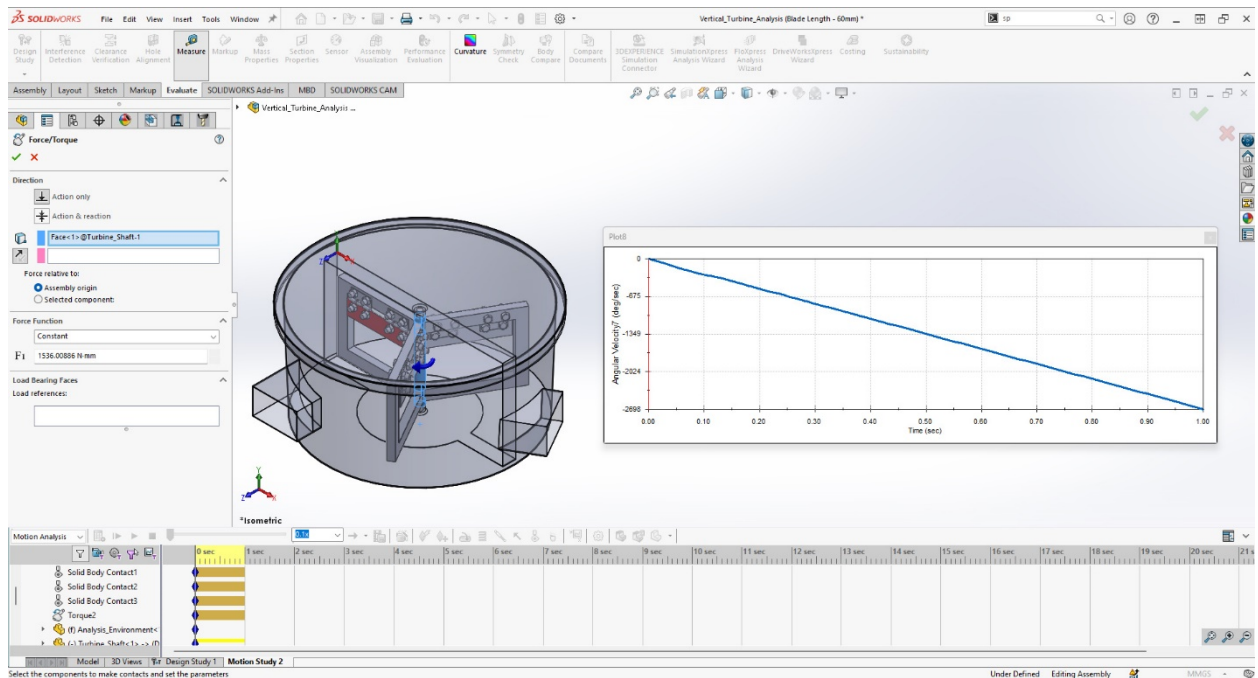 SOLIDWORKS File Edit View Insert Tools Window Vertical_Turbine_Analysis (Blade Length - 60mm) * sp
Design Study Interference Detection Clearance Verification Hole Alignment Measure Markup Mass Properties Section Properties Sensor Assembly Visualization Performance Evaluation Curvature Symmetry Check Body Compare Compare Documents 3DEXPERIENCE Simulation Connector SimulationXpress Analysis Wizard FloXpress Analysis Wizard DriveWorksXpress Wizard Costing Sustainability
Assembly Layout Sketch Markup Evaluate SOLIDWORKS Add-Ins MBD SOLIDWORKS CAM
Vertical_Turbine_Analysis ...
Force/Torque
Direction
Action only
Action & reaction
Face<1>@Turbine_Shaft-1
Force relative to:
Assembly origin
Selected component:
Force Function
Constant
F1 1536.00886 N-mm
Load Bearing Faces
Load references:
Plot8
Angular Velocity7 (deg/sec)
0
-675
-1349
-2024
-2698
0.00 0.10 0.20 0.30 0.40 0.50 0.60 0.70 0.80 0.90 1.00
Time (sec)
Y
Z X
*Isometric
Motion Analysis 0.1x
0 sec 1 sec 2 sec 3 sec 4 sec 5 sec 6 sec 7 sec 8 sec 9 sec 10 sec 11 sec 12 sec 13 sec 14 sec 15 sec 16 sec 17 sec 18 sec 19 sec 20 sec 21 s
Solid Body Contact1
Solid Body Contact2
Solid Body Contact3
Torque2
(f) Analysis_Environment<
(-) Turbine_Shaft<1> -> (D
Model 3D Views Design Study 1 Motion Study 2
Select the components to make contacts and set the parameters Under Defined Editing Assembly MMGS